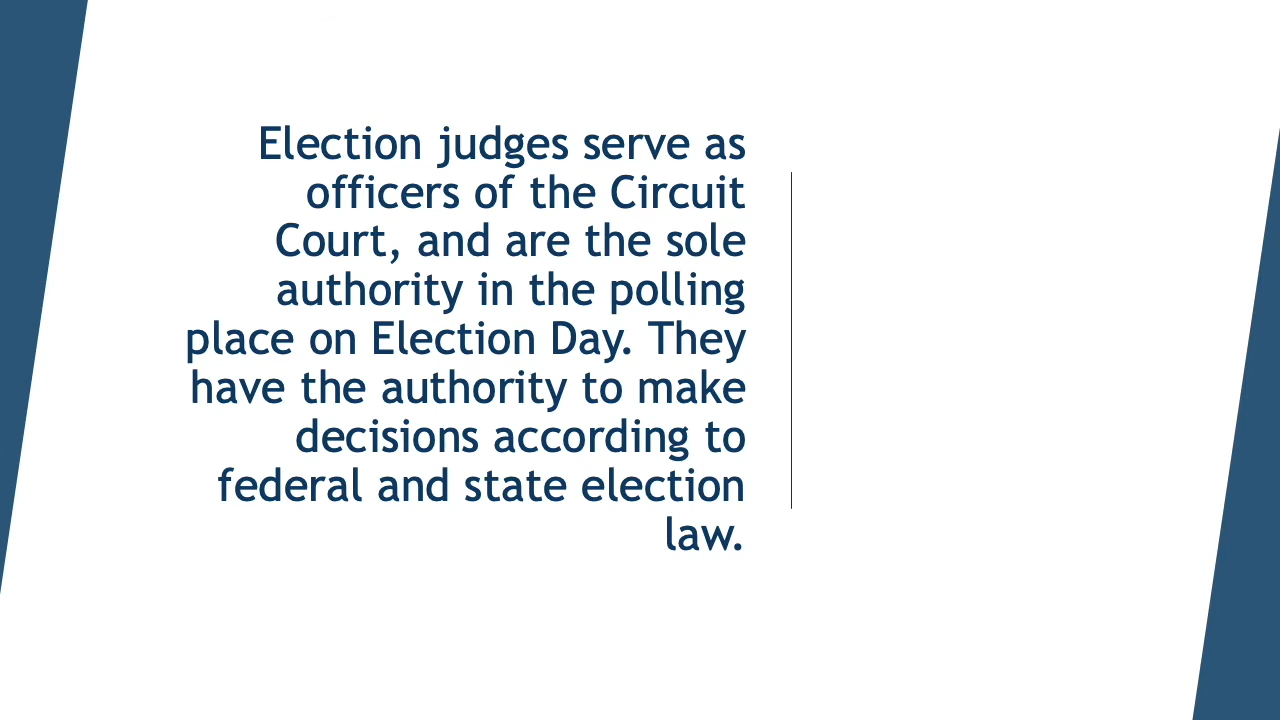 Election judges serve as
officers of the Circuit
Court, and are the sole
authority in the polling
place on Election Day. They
have the authority to make
decisions according to
federal and state election
law.